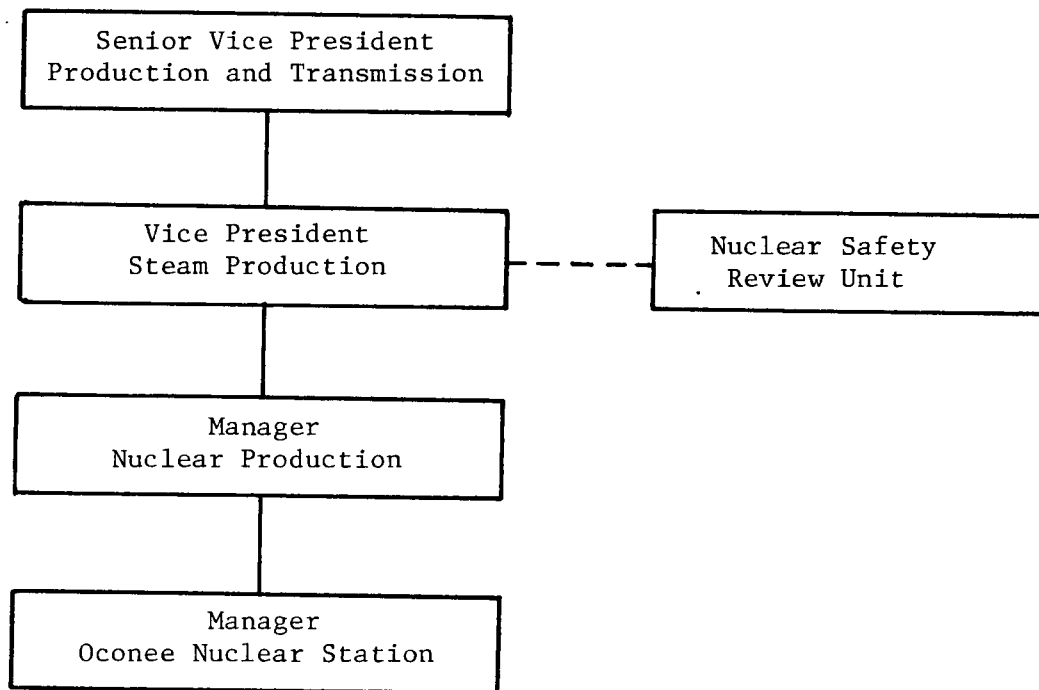 Senior Vice President
Production and Transmission
Vice President
Steam Production
Nuclear Safety
Review Unit
Manager
Nuclear Production
Manager
Oconee Nuclear Station